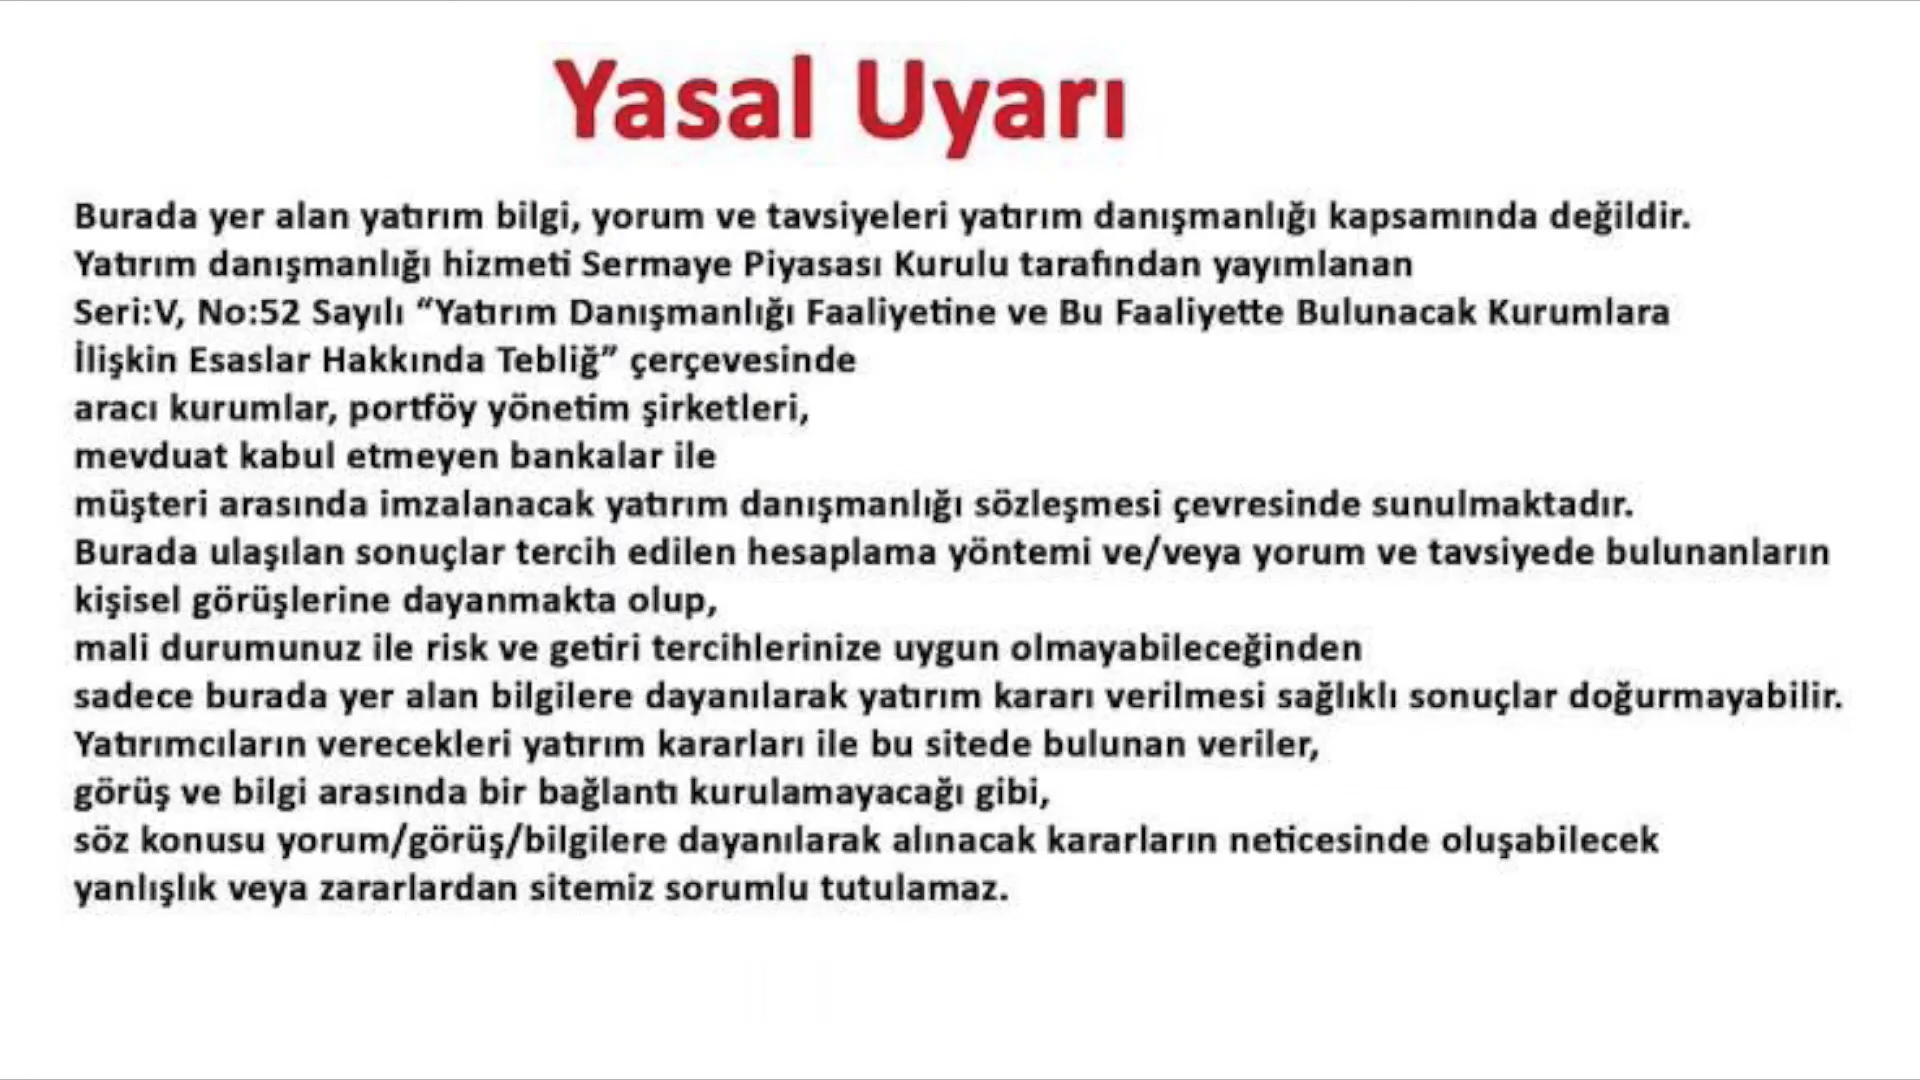 Yasal Uyarı
Burada yer alan yatırım bilgi, yorum ve tavsiyeleri yatırım danışmanlığı kapsamında değildir.
Yatırım danışmanlığı hizmeti Sermaye Piyasası Kurulu tarafından yayımlanan
Seri:V, No:52 Sayılı “Yatırım Danışmanlığı Faaliyetine ve Bu Faaliyette Bulunacak Kurumlara
İlişkin Esaslar Hakkında Tebliğ” çerçevesinde
aracı kurumlar, portföy yönetim şirketleri,
mevduat kabul etmeyen bankalar ile
müşteri arasında imzalanacak yatırım danışmanlığı sözleşmesi çevresinde sunulmaktadır.
Burada ulaşılan sonuçlar tercih edilen hesaplama yöntemi ve/veya yorum ve tavsiyede bulunanların
kişisel görüşlerine dayanmakta olup,
mali durumunuz ile risk ve getiri tercihlerinize uygun olmayabileceğinden
sadece burada yer alan bilgilere dayanılarak yatırım kararı verilmesi sağlıklı sonuçlar doğurmayabilir.
Yatırımcıların verecekleri yatırım kararları ile bu sitede bulunan veriler,
görüş ve bilgi arasında bir bağlantı kurulamayacağı gibi,
söz konusu yorum/görüş/bilgilere dayanılarak alınacak kararların neticesinde oluşabilecek
yanlışlık veya zararlardan sitemiz sorumlu tutulamaz.